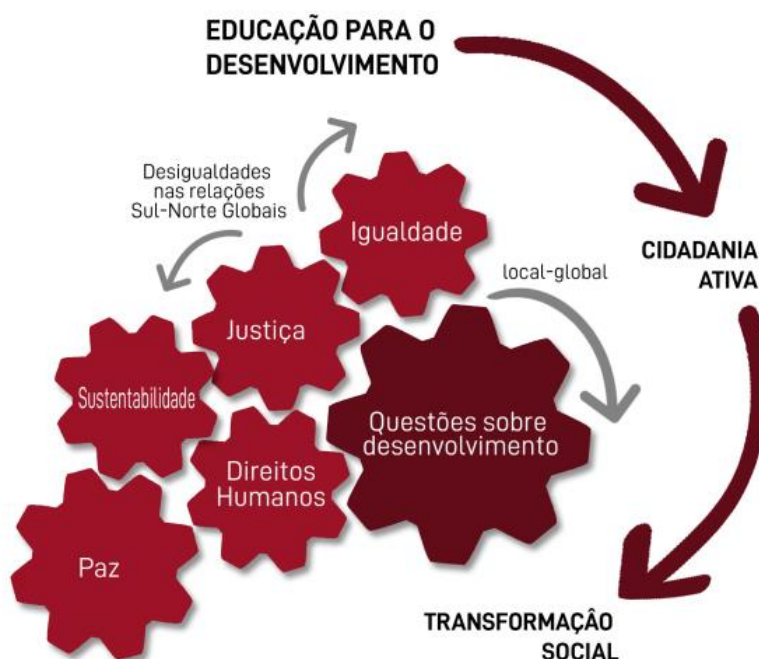 EDUCAÇÃO PARA O
DESENVOLVIMENTO
Desigualdades
nas relações
Sul-Norte Globais
Igualdade
local-global
CIDADANIA
ATIVA
Justiça
Sustentabilidade
Questões sobre
desenvolvimento
Direitos
Humanos
Paz
TRANSFORMAÇÂO
SOCIAL